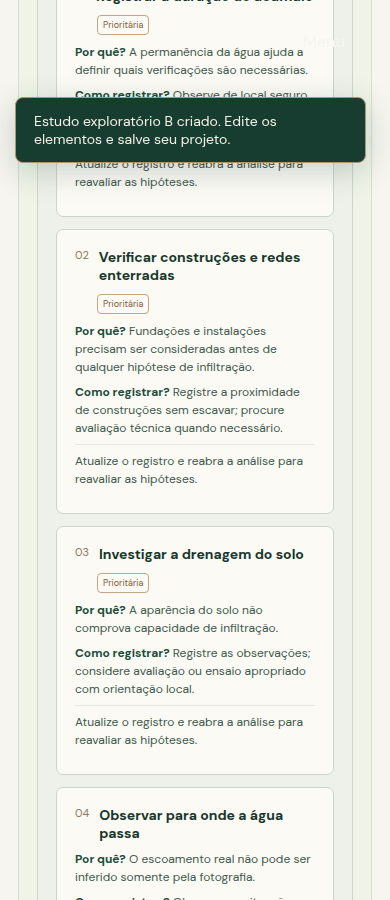 Prioritária
Por quê? A permanência da água ajuda a
definir quais verificações são necessárias.
Como registrar? Observe de local seguro
Estudo exploratório B criado. Edite os
elementos e salve seu projeto.
Atualize o registro e reabra a análise para
reavaliar as hipóteses.
02 Verificar construções e redes
enterradas
Prioritária
Por quê? Fundações e instalações
precisam ser consideradas antes de
qualquer hipótese de infiltração.
Como registrar? Registre a proximidade
de construções sem escavar; procure
avaliação técnica quando necessário.
Atualize o registro e reabra a análise para
reavaliar as hipóteses.
03 Investigar a drenagem do solo
Prioritária
Por quê? A aparência do solo não
comprova capacidade de infiltração.
Como registrar? Registre as observações;
considere avaliação ou ensaio apropriado
com orientação local.
Atualize o registro e reabra a análise para
reavaliar as hipóteses.
04 Observar para onde a água
passa
Por quê? O escoamento real não pode ser
inferido somente pela fotografia.